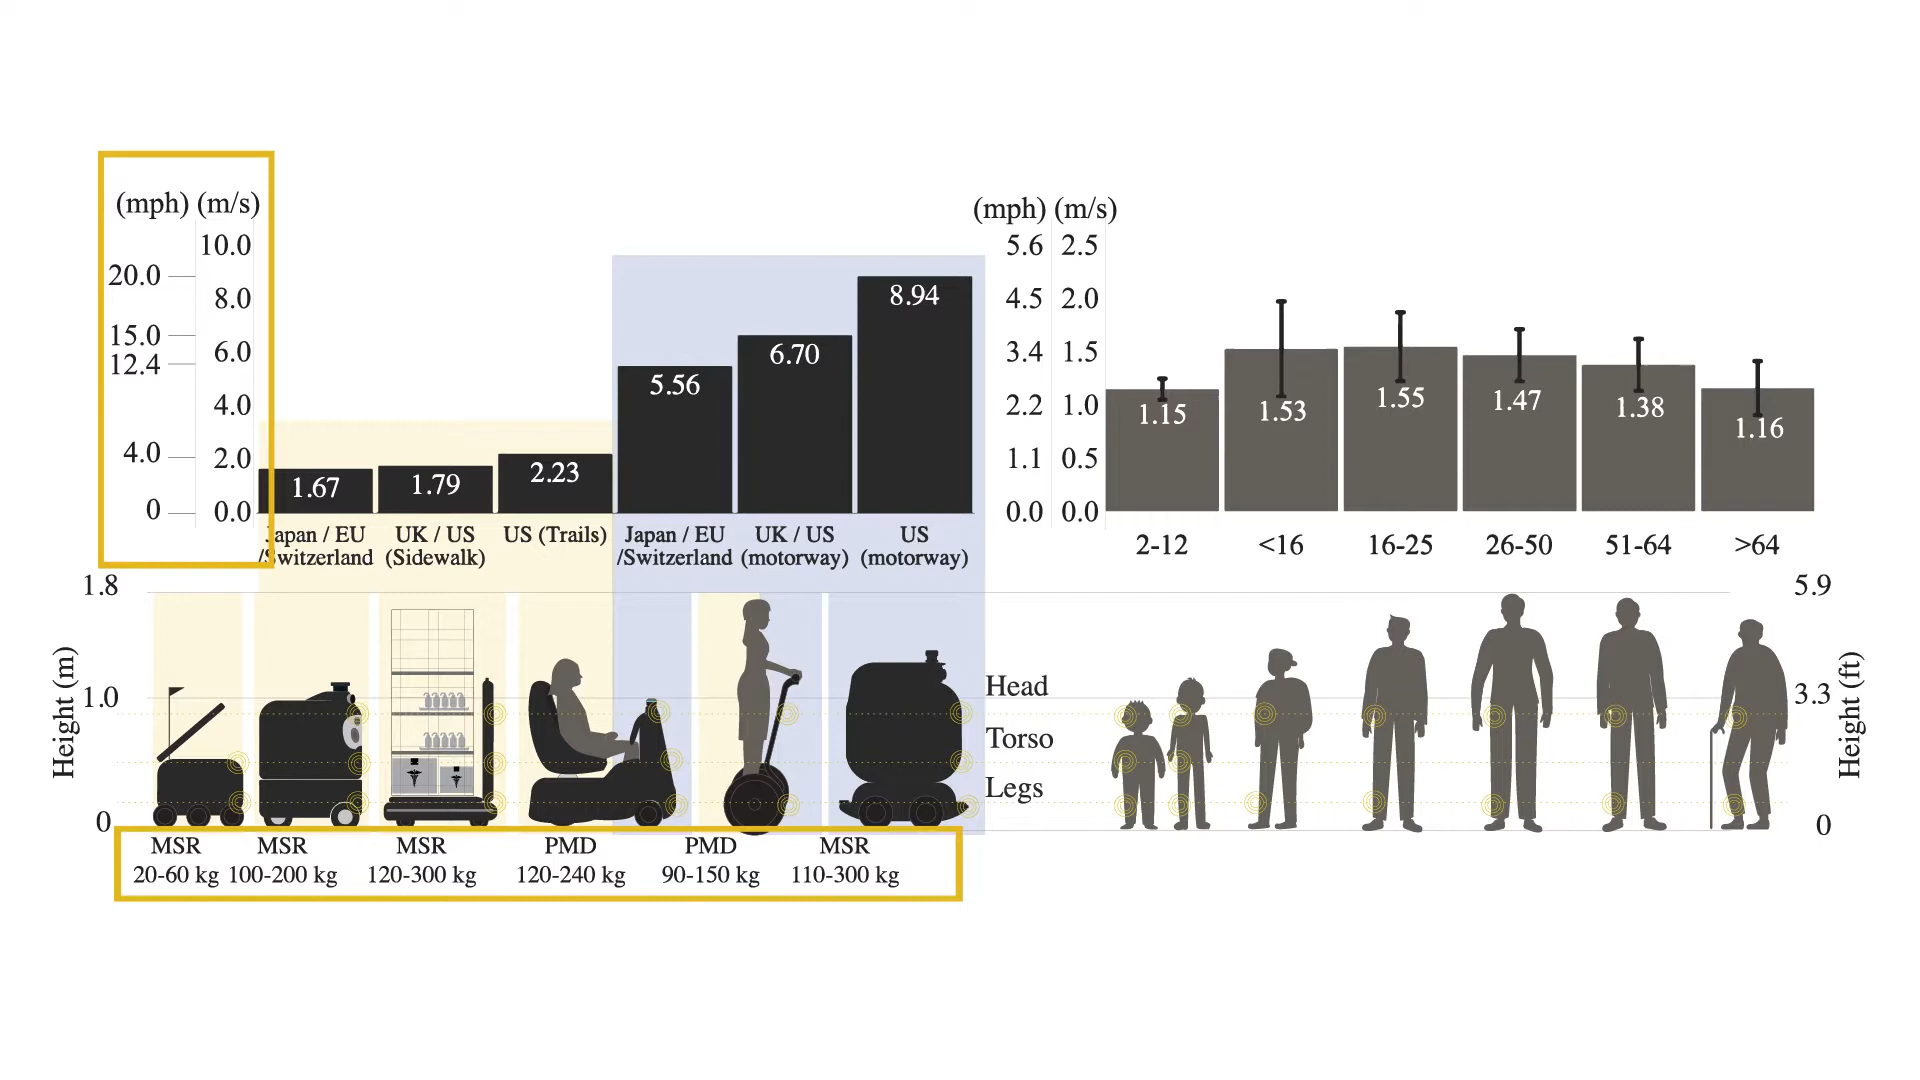 (mph) (m/s)
10.0
20.0
8.0
15.0
6.0
12.4
4.0
4.0
2.0
0
0.0
1.67
1.79
2.23
5.56
6.70
8.94
Japan / EU
/Switzerland
UK / US
(Sidewalk)
US (Trails)
Japan / EU
/Switzerland
UK / US
(motorway)
US
(motorway)
(mph) (m/s)
5.6 2.5
4.5 2.0
3.4 1.5
2.2 1.0
1.1 0.5
0.0 0.0
1.15
1.53
1.55
1.47
1.38
1.16
2-12
<16
16-25
26-50
51-64
>64
Height (m)
1.8
1.0
0
Head
Torso
Legs
5.9
3.3
0
Height (ft)
MSR
20-60 kg
MSR
100-200 kg
MSR
120-300 kg
PMD
120-240 kg
PMD
90-150 kg
MSR
110-300 kg